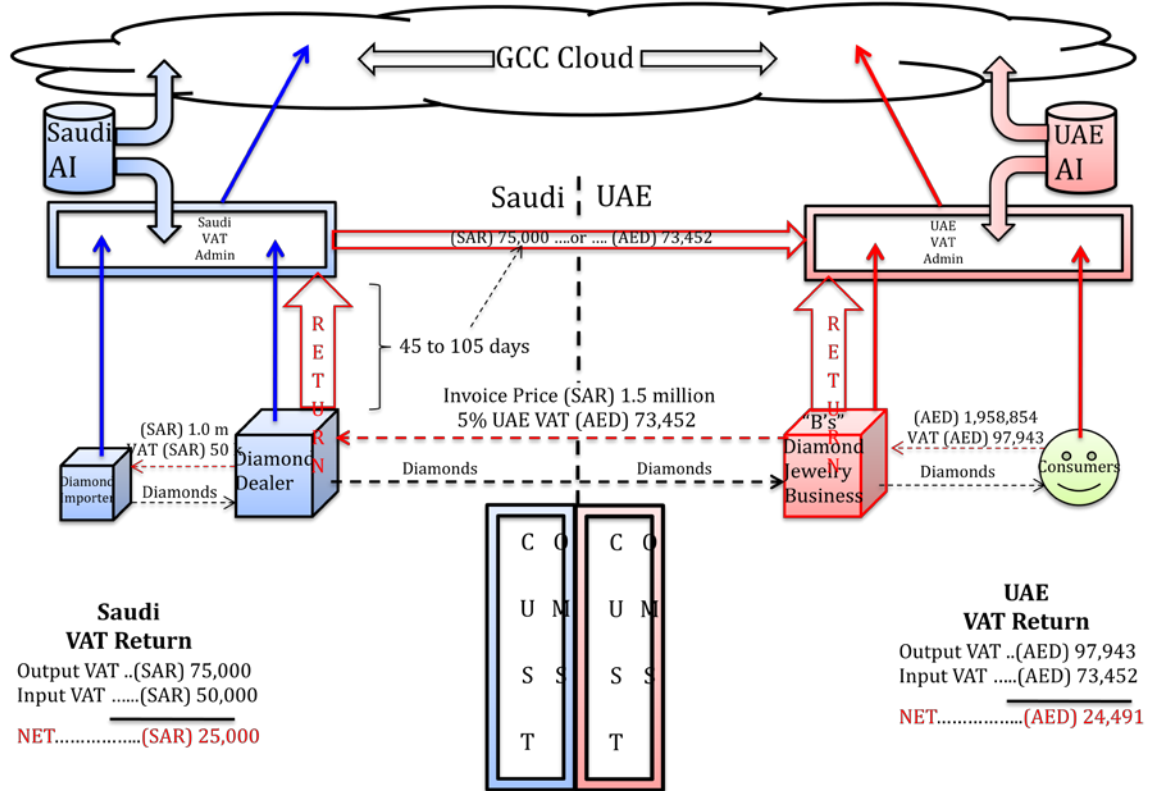 GCC Cloud
Saudi
AI
UAE
AI
Saudi
UAE
Saudi
VAT
Admin
(SAR) 75,000 ....or .... (AED) 73,452
UAE
VAT
Admin
RETURN
45 to 105 days
RETURN
Invoice Price (SAR) 1.5 million
5% UAE VAT (AED) 73,452
(SAR) 1.0 m
VAT (SAR) 50 k
Diamond
Importer
Diamonds
Diamond
Dealer
Diamonds
Diamonds
"B's"
Diamond
Jewelry
Business
(AED) 1,958,854
VAT (AED) 97,943
Diamonds
Consumers
CUSTOMS
CUSTOMS
Saudi
VAT Return
Output VAT ..(SAR) 75,000
Input VAT ......(SAR) 50,000
NET.................(SAR) 25,000
UAE
VAT Return
Output VAT ..(AED) 97,943
Input VAT .....(AED) 73,452
NET.................(AED) 24,491